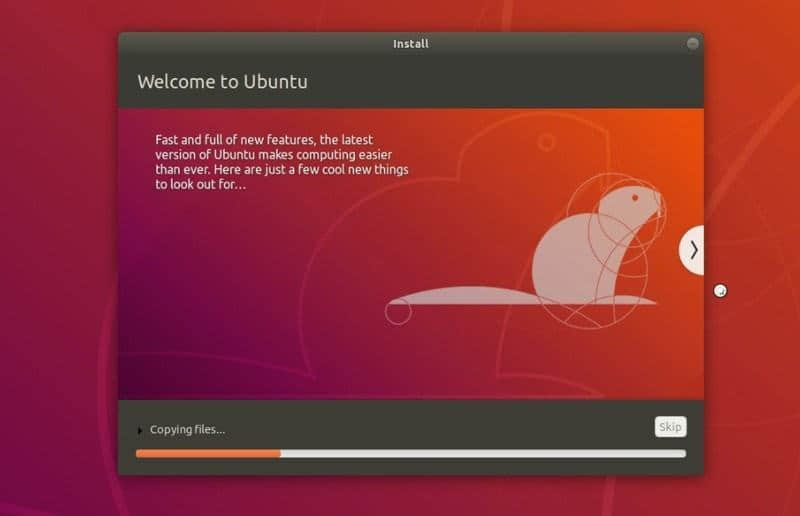 Install
Welcome to Ubuntu
Fast and full of new features, the latest
version of Ubuntu makes computing easier
than ever. Here are just a few cool new things
to look out for...
Copying files...
Skip